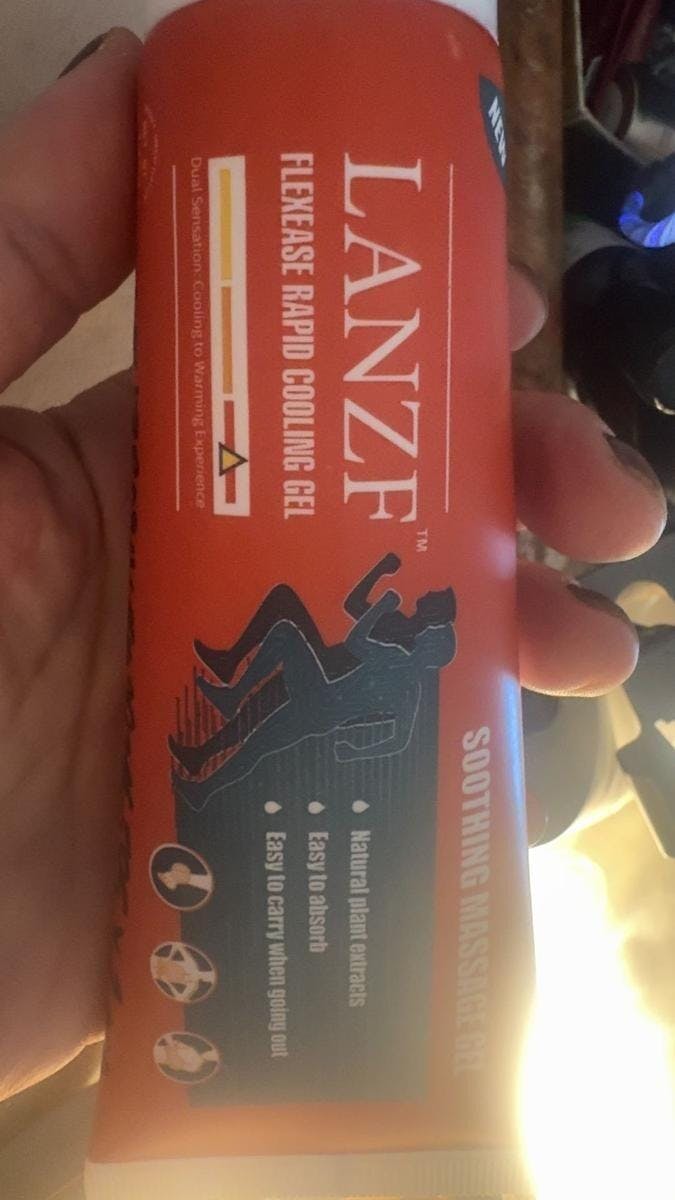 NEW
LANZF™
FLEXEASE RAPID COOLING GEL
Dual Sensation: Cooling to Warming Experience
SOOTHING MASSAGE GEL
Natural plant extracts
Easy to absorb
Easy to carry when going out